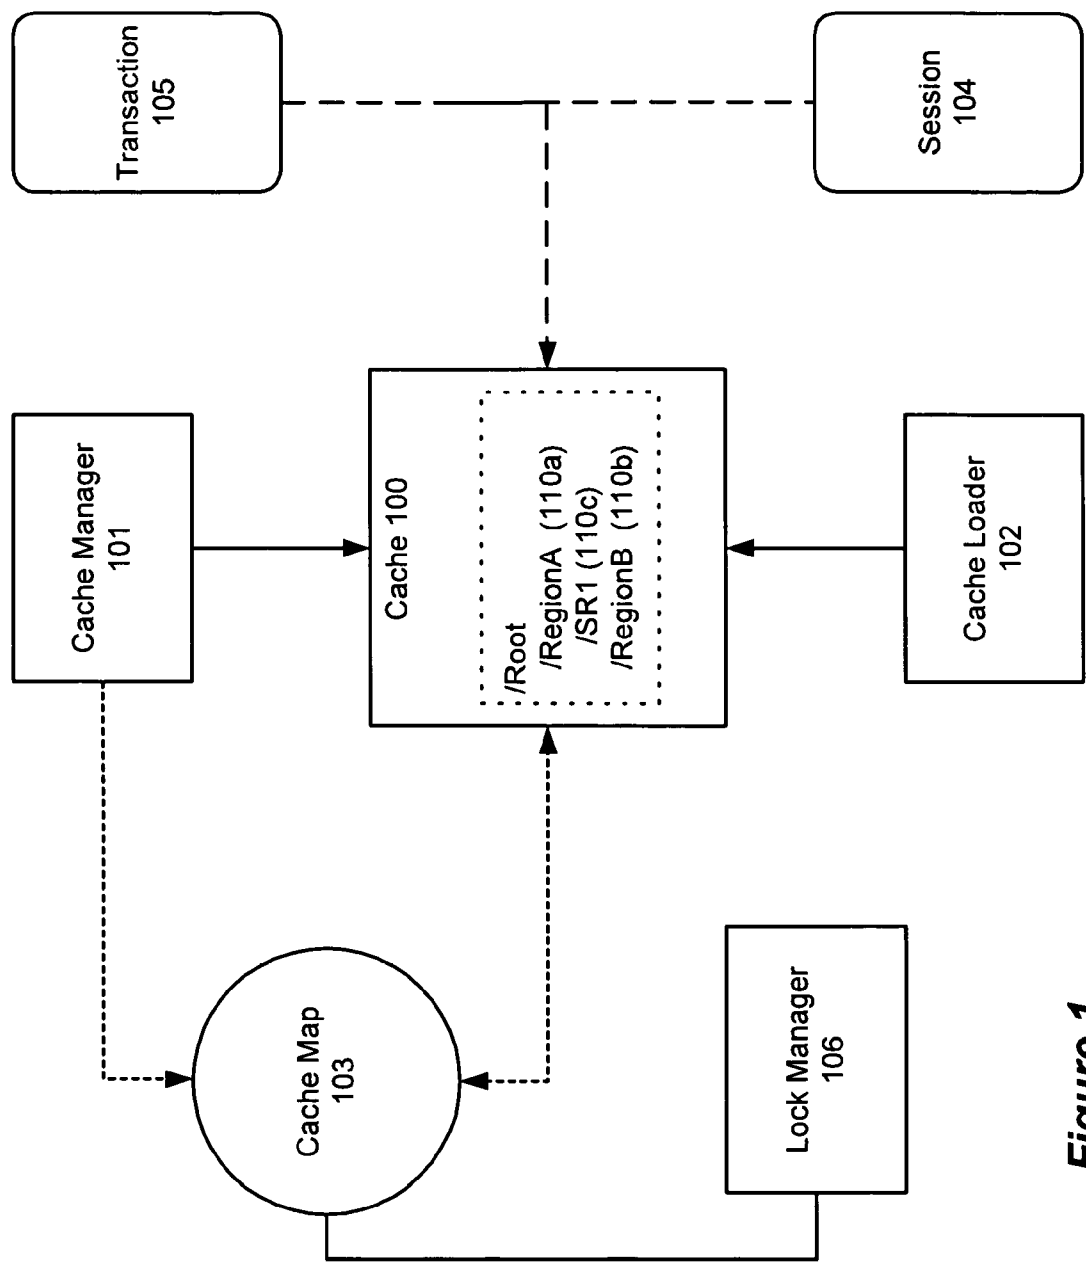 Cache Manager
101
Transaction
105
Cache Map
103
Cache 100
/Root
/RegionA (110a)
/SR1 (110c)
/RegionB (110b)
Lock Manager
106
Cache Loader
102
Session
104
Figure 1